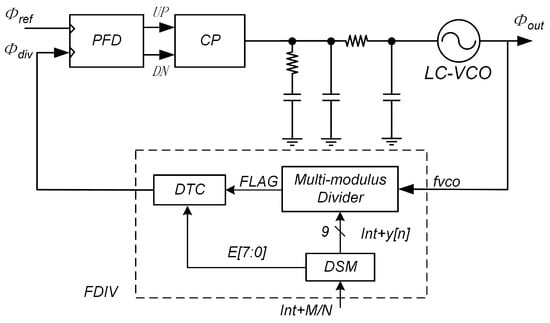 Φref
Φdiv
PFD
UP
DN
CP
LC-VCO
Φout
DTC
FLAG
Multi-modulus
Divider
fvco
9
Int+y[n]
E[7:0]
DSM
FDIV
Int+M/N